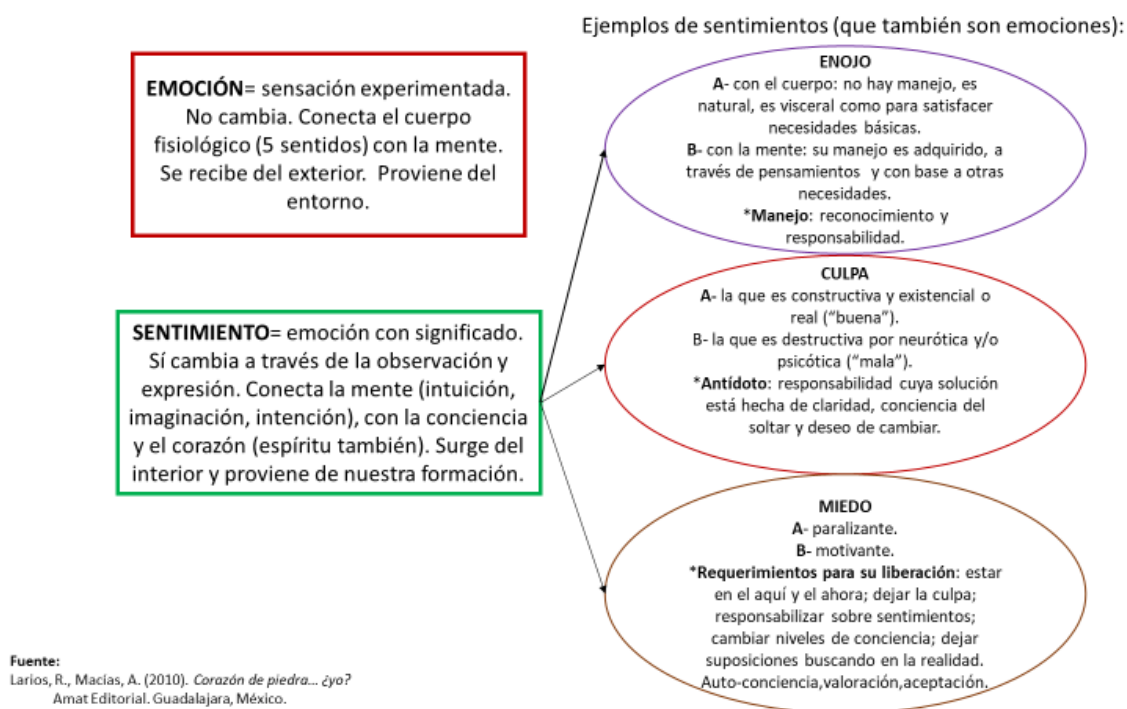 Ejemplos de sentimientos (que también son emociones):
EMOCIÓN= sensación experimentada.
No cambia. Conecta el cuerpo
fisiológico (5 sentidos) con la mente.
Se recibe del exterior.  Proviene del
entorno.
SENTIMIENTO= emoción con significado.
Sí cambia a través de la observación y
expresión. Conecta la mente (intuición,
imaginación, intención), con la conciencia
y el corazón (espíritu también). Surge del
interior y proviene de nuestra formación.
ENOJO
A- con el cuerpo: no hay manejo, es
natural, es visceral como para satisfacer
necesidades básicas.
B- con la mente: su manejo es adquirido, a
través de pensamientos  y con base a otras
necesidades.
*Manejo: reconocimiento y
responsabilidad.
CULPA
A- la que es constructiva y existencial o
real (“buena”).
B- la que es destructiva por neurótica y/o
psicótica (“mala”).
*Antídoto: responsabilidad cuya solución
está hecha de claridad, conciencia del
soltar y deseo de cambiar.
MIEDO
A- paralizante.
B- motivante.
*Requerimientos para su liberación: estar
en el aquí y el ahora; dejar la culpa;
responsabilizar sobre sentimientos;
cambiar niveles de conciencia; dejar
suposiciones buscando en la realidad.
Auto-conciencia,valoración,aceptación.
Fuente:
Larios, R., Macías, A. (2010). Corazón de piedra... ¿yo?
Amat Editorial. Guadalajara, México.